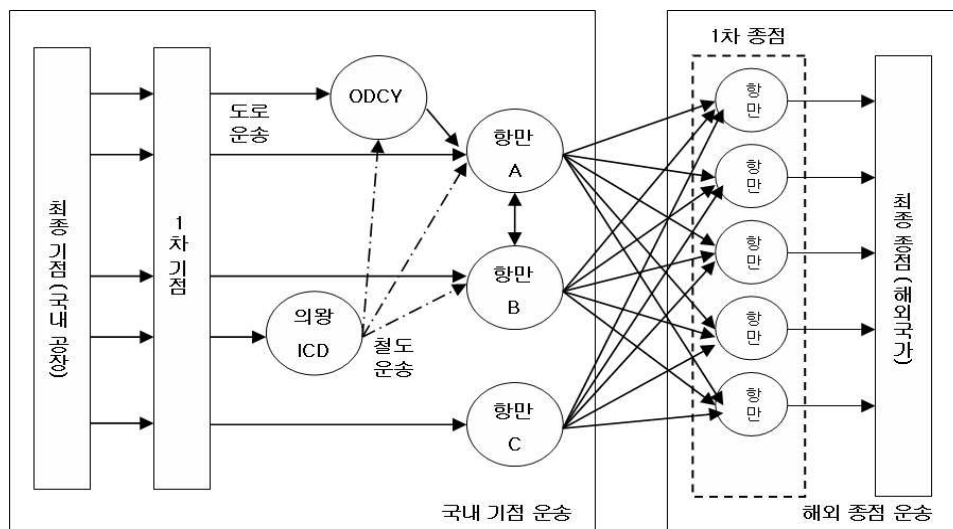 최종 기점(국내 공장)
1차 기점
도로
운송
ODCY
의왕
ICD
철도
운송
항만
A
항만
B
항만
C
국내 기점 운송
1차 종점
항
만
항
만
항
만
항
만
항
만
최종 종점(해외국가)
해외 종점 운송